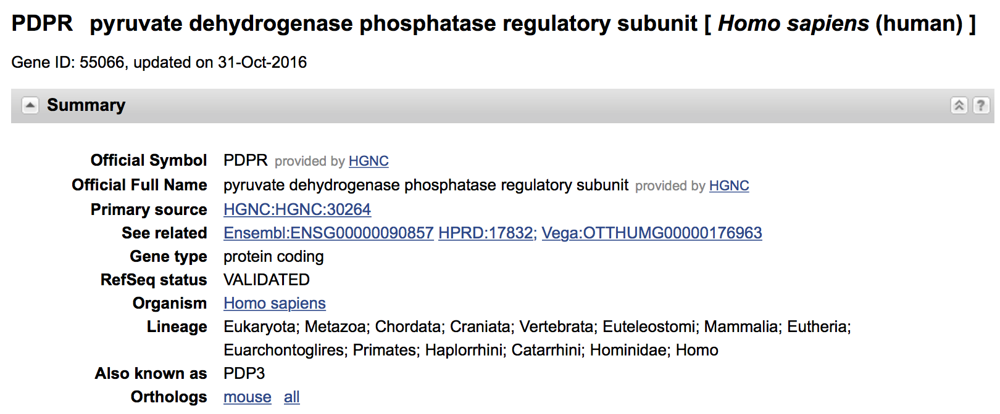 PDPR pyruvate dehydrogenase phosphatase regulatory subunit [ Homo sapiens (human) ]
Gene ID: 55066, updated on 31-Oct-2016
Summary ?
Official Symbol PDPR provided by HGNC
Official Full Name pyruvate dehydrogenase phosphatase regulatory subunit provided by HGNC
Primary source HGNC:HGNC:30264
See related Ensembl:ENSG00000090857 HPRD:17832; Vega:OTTHUMG00000176963
Gene type protein coding
RefSeq status VALIDATED
Organism Homo sapiens
Lineage Eukaryota; Metazoa; Chordata; Craniata; Vertebrata; Euteleostomi; Mammalia; Eutheria;
Euarchontoglires; Primates; Haplorrhini; Catarrhini; Hominidae; Homo
Also known as PDP3
Orthologs mouse all